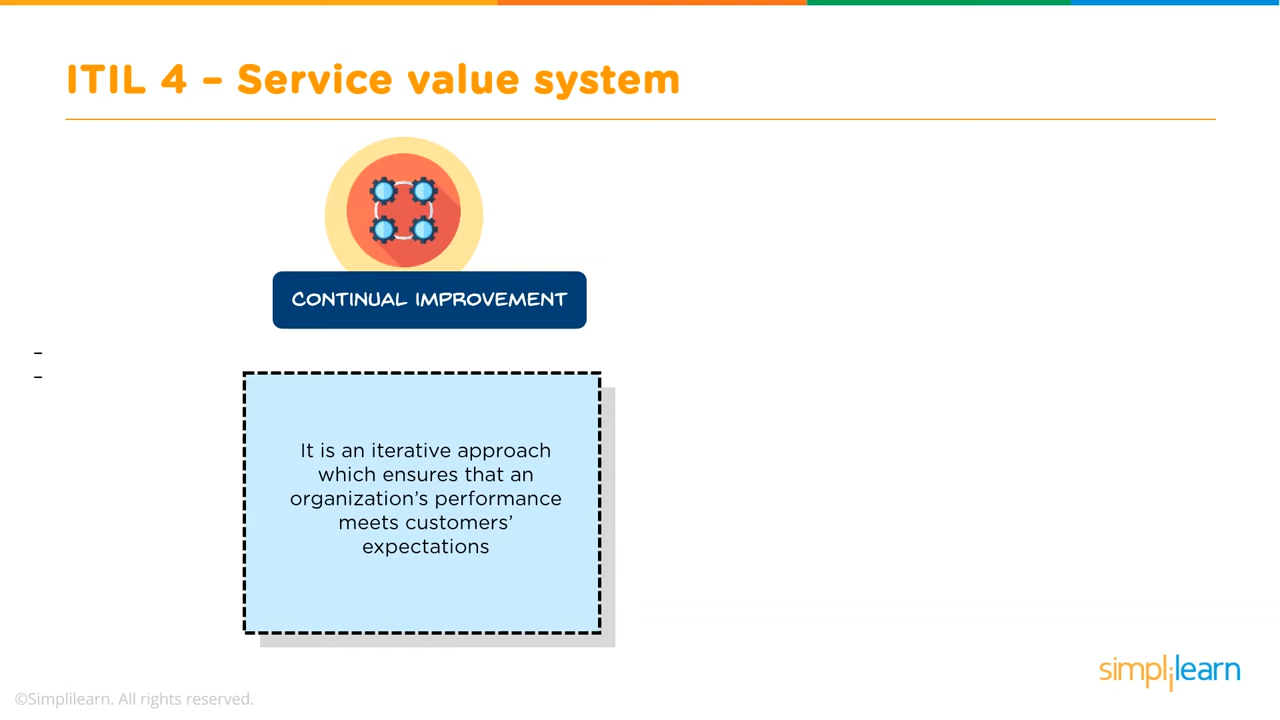 ITIL 4 – Service value system
CONTINUAL IMPROVEMENT
–
–
It is an iterative approach
which ensures that an
organization’s performance
meets customers’
expectations
simplilearn
©Simplilearn. All rights reserved.